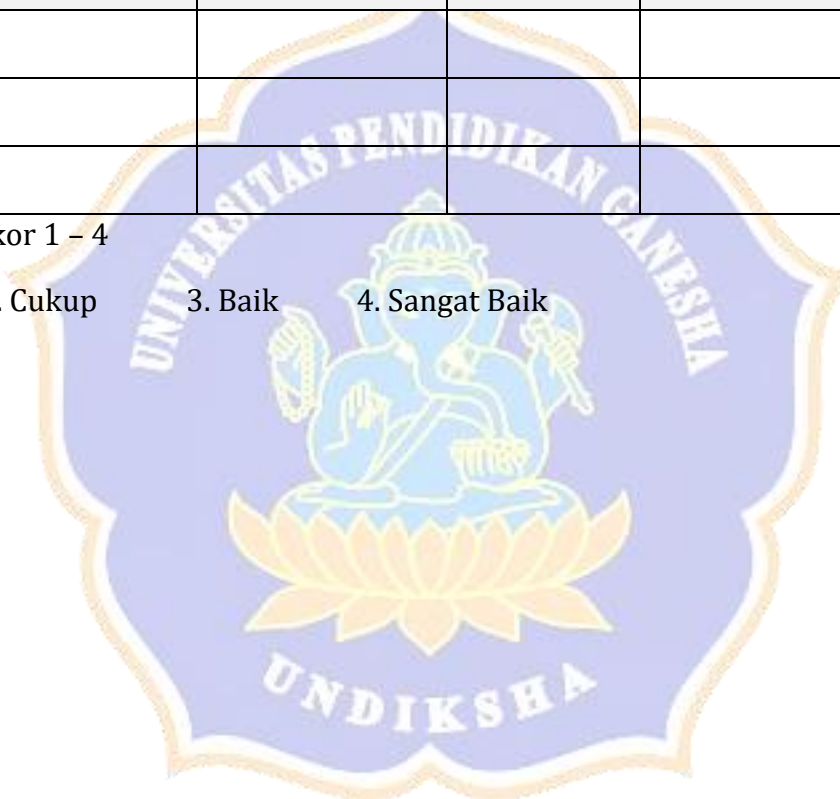 UNIVERSITAS PENDIDIKAN GANESHA
kor 1 – 4
. Cukup 3. Baik 4. Sangat Baik
UNDIKSHA